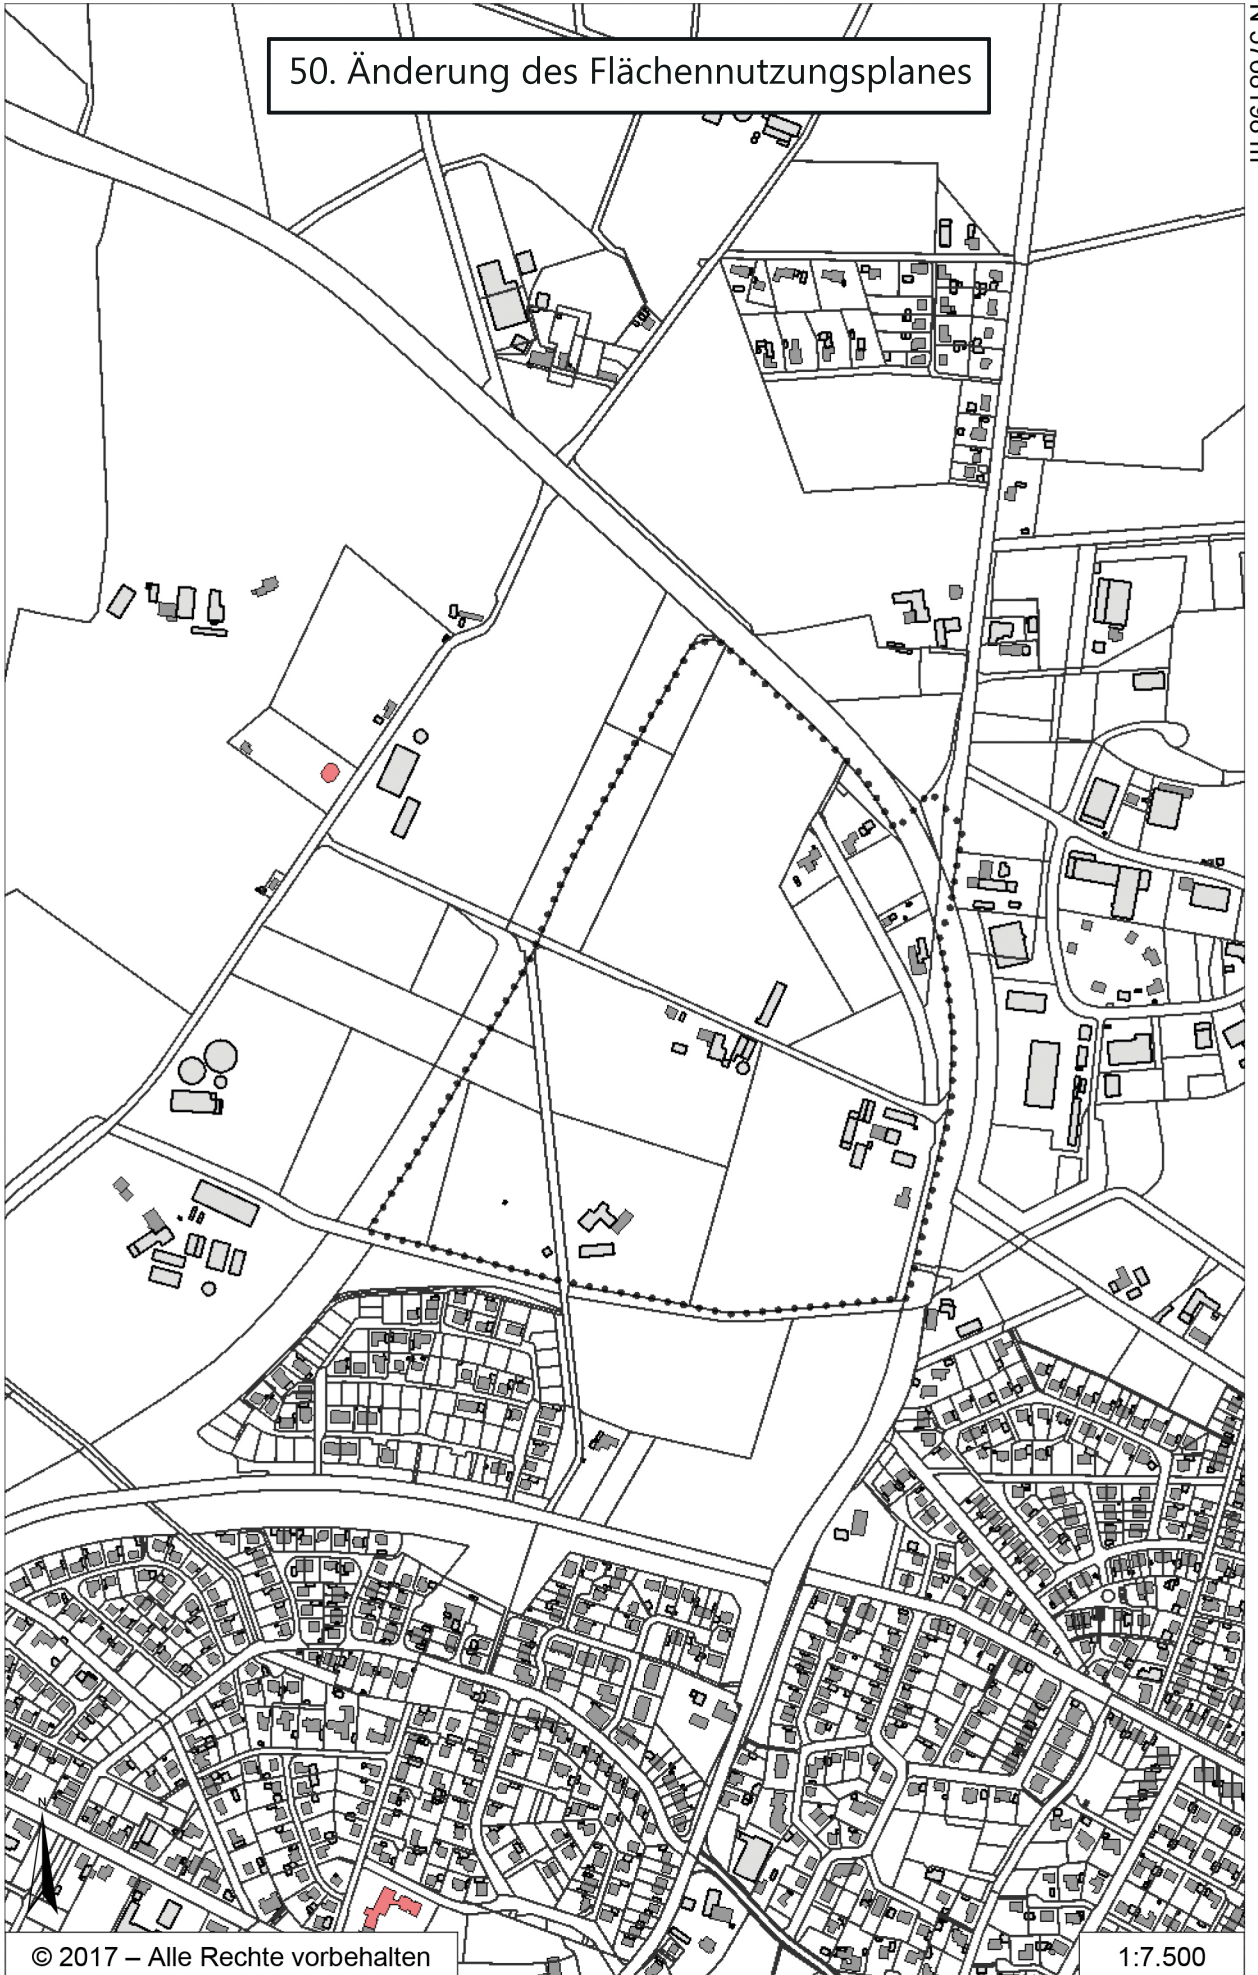 50. Änderung des Flächennutzungsplanes
N
© 2017 – Alle Rechte vorbehalten
1:7.500